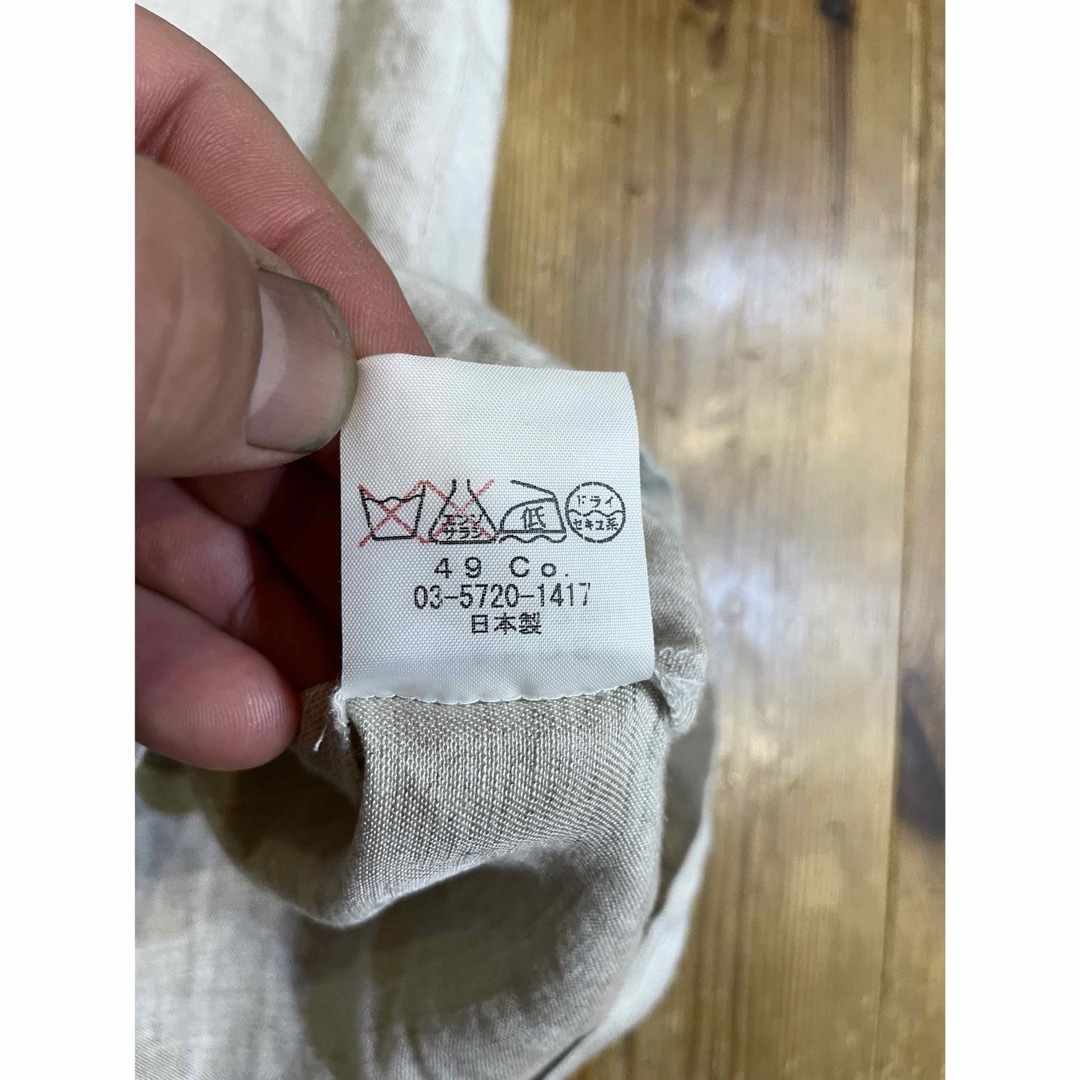 エンソ
サラシ
低
ドライ
セキユ系
49 Co.
03-5720-1417
日本製